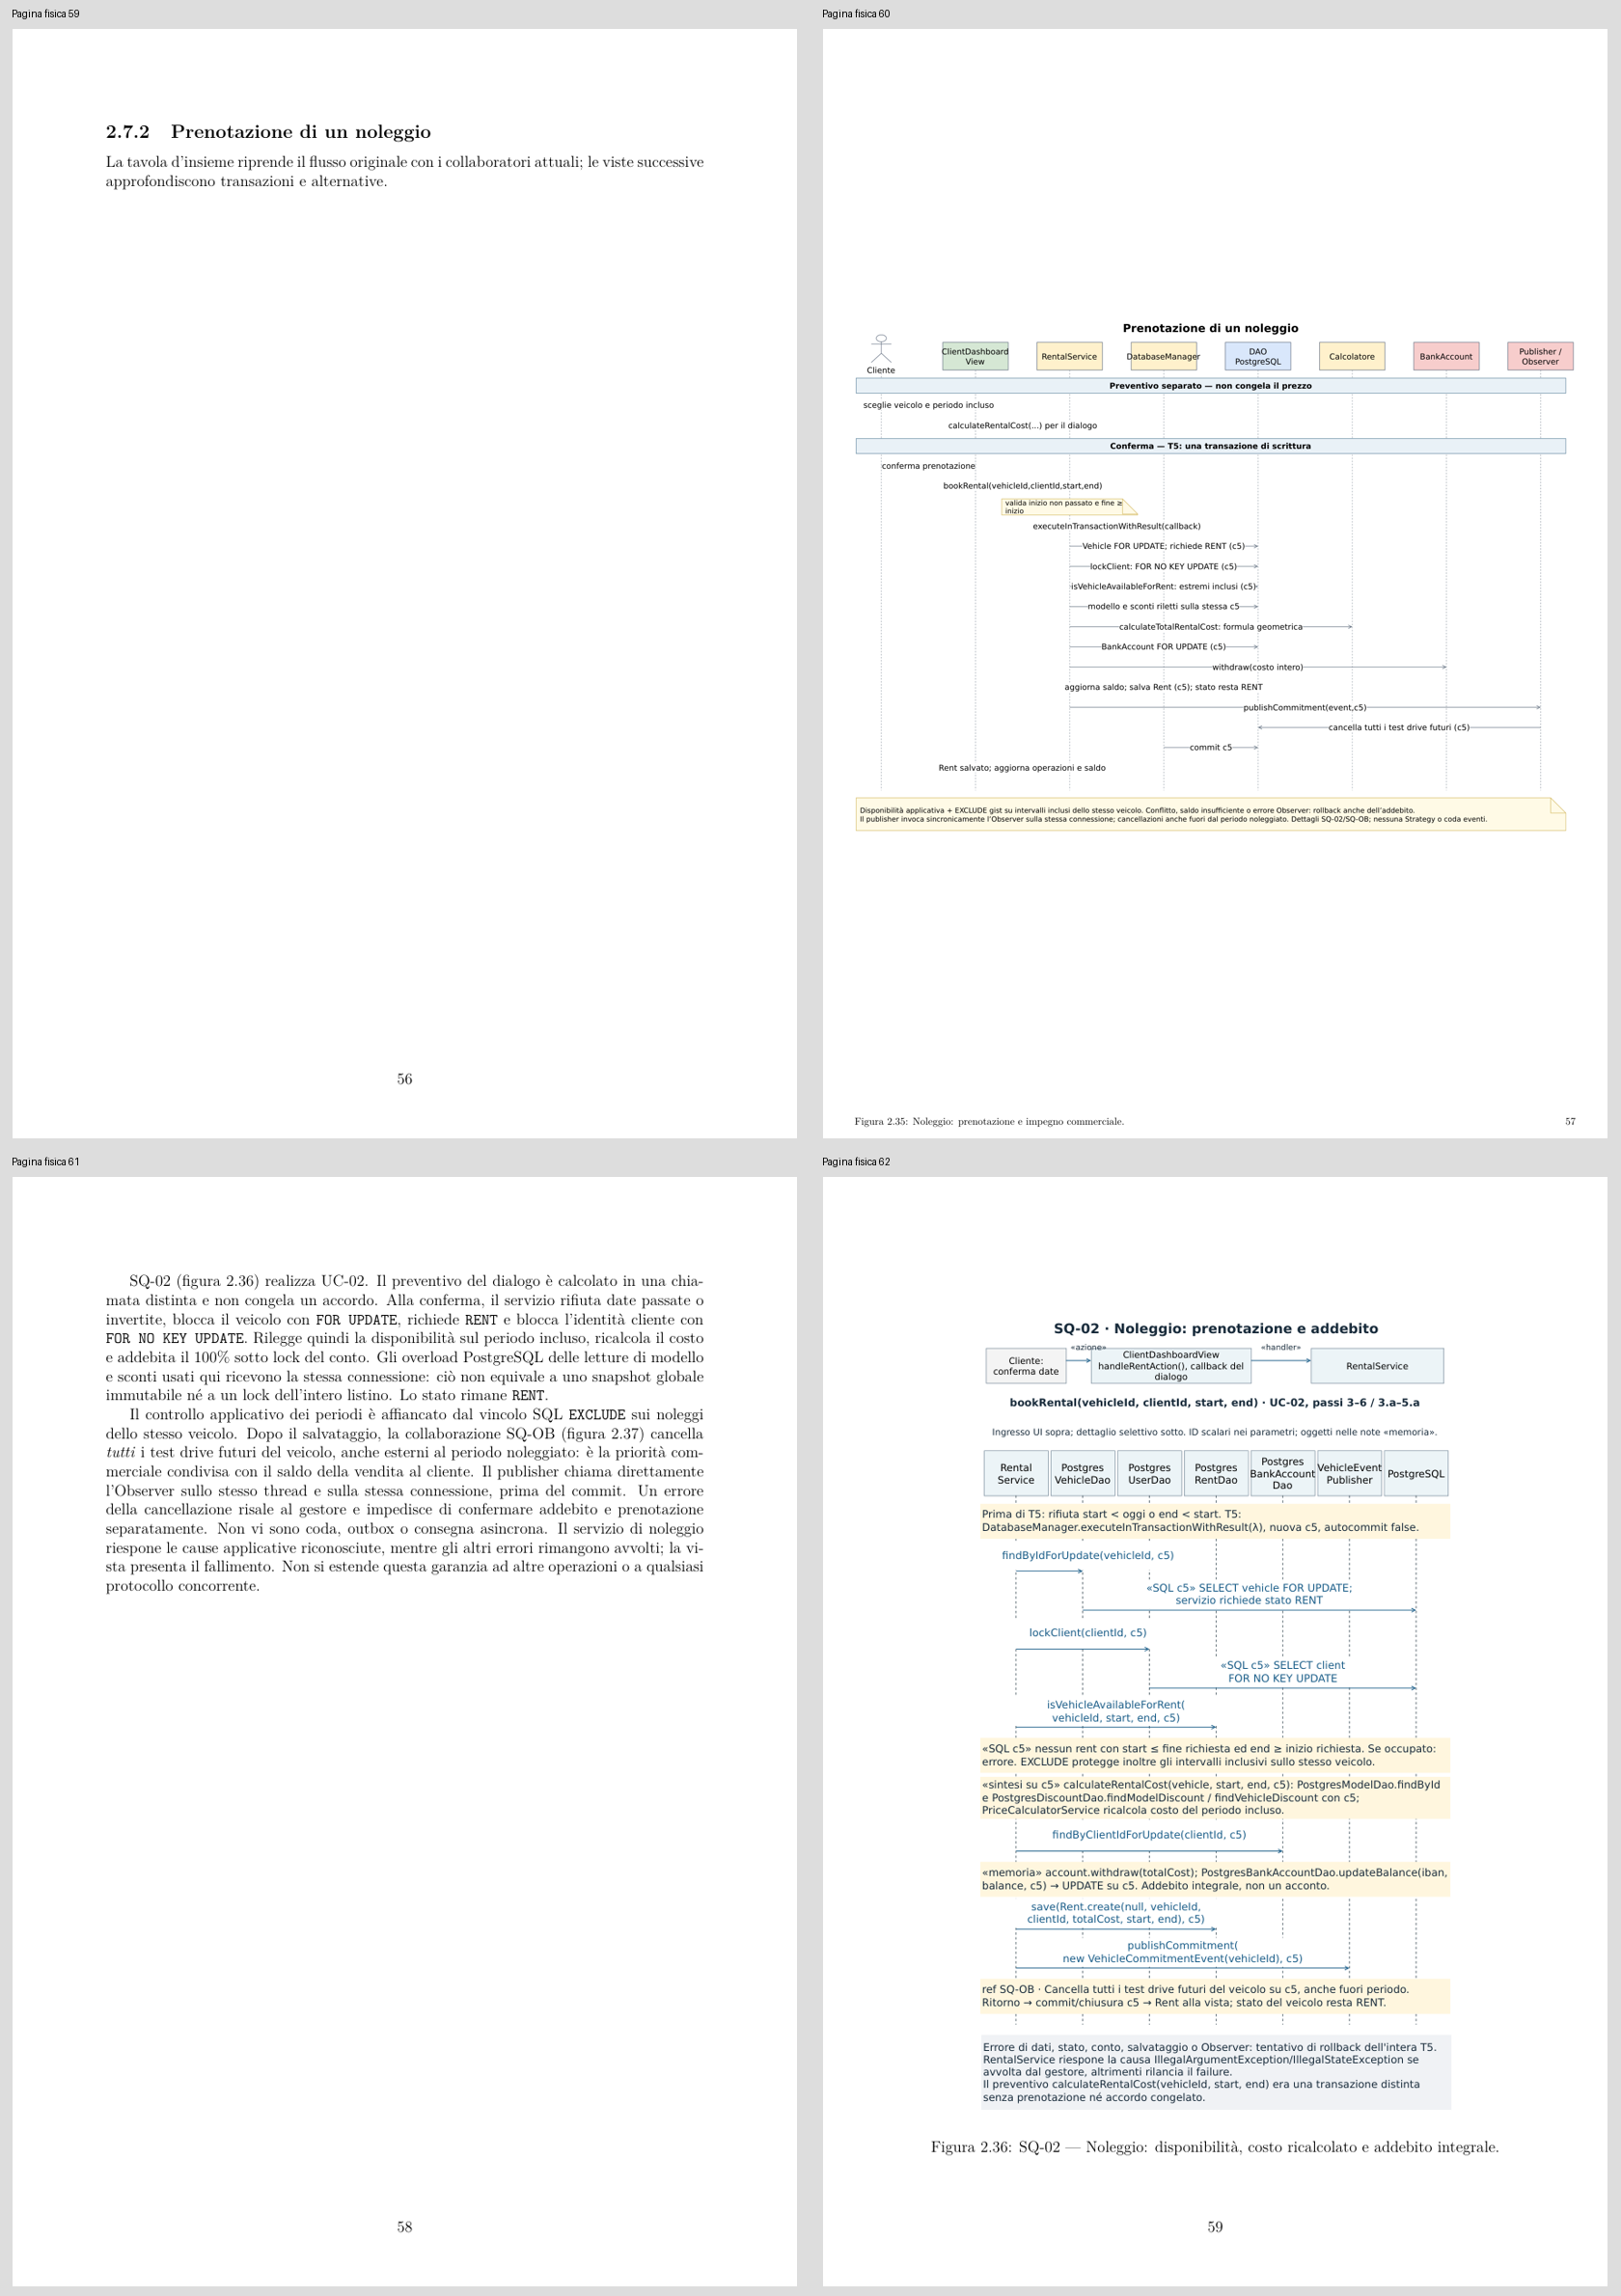 Pagina fisica 59
2.7.2 Prenotazione di un noleggio
La tavola d'insieme riprende il flusso originale con i collaboratori attuali; le viste successive
approfondiscono transazioni e alternative.
56
Pagina fisica 60
Prenotazione di un noleggio
Cliente
ClientDashboard
View
RentalService
DatabaseManager
DAO
PostgreSQL
Calcolatore
BankAccount
Publisher /
Observer
Preventivo separato — non congela il prezzo
sceglie veicolo e periodo incluso
calculateRentalCost(...) per il dialogo
Conferma — T5: una transazione di scrittura
conferma prenotazione
bookRental(vehicleId,clientId,start,end)
valida inizio non passato e fine ≥
inizio
executeInTransactionWithResult(callback)
Vehicle FOR UPDATE; richiede RENT (c5)
lockClient: FOR NO KEY UPDATE (c5)
isVehicleAvailableForRent: estremi inclusi (c5)
modello e sconti riletti sulla stessa c5
calculateTotalRentalCost: formula geometrica
BankAccount FOR UPDATE (c5)
withdraw(costo intero)
aggiorna saldo; salva Rent (c5); stato resta RENT
publishCommitment(event,c5)
cancella tutti i test drive futuri (c5)
commit c5
Rent salvato; aggiorna operazioni e saldo
Disponibilità applicativa + EXCLUDE gist su intervalli inclusi dello stesso veicolo. Conflitto, saldo insufficiente o errore Observer: rollback anche dell'addebito.
Il publisher invoca sincronicamente l'Observer sulla stessa connessione; cancellazioni anche fuori dal periodo noleggiato. Dettagli SQ-02/SQ-OB; nessuna Strategy o coda eventi.
Figura 2.35: Noleggio: prenotazione e impegno commerciale.
57
Pagina fisica 61
SQ-02 (figura 2.36) realizza UC-02. Il preventivo del dialogo è calcolato in una chia-
mata distinta e non congela un accordo. Alla conferma, il servizio rifiuta date passate o
invertite, blocca il veicolo con FOR UPDATE, richiede RENT e blocca l'identità cliente con
FOR NO KEY UPDATE. Rilegge quindi la disponibilità sul periodo incluso, ricalcola il costo
e addebita il 100% sotto lock del conto. Gli overload PostgreSQL delle letture di modello
e sconti usati qui ricevono la stessa connessione: ciò non equivale a uno snapshot globale
immutabile né a un lock dell'intero listino. Lo stato rimane RENT.
Il controllo applicativo dei periodi è affiancato dal vincolo SQL EXCLUDE sui noleggi
dello stesso veicolo. Dopo il salvataggio, la collaborazione SQ-OB (figura 2.37) cancella
tutti i test drive futuri del veicolo, anche esterni al periodo noleggiato: è la priorità com-
merciale condivisa con il saldo della vendita al cliente. Il publisher chiama direttamente
l'Observer sullo stesso thread e sulla stessa connessione, prima del commit. Un errore
della cancellazione risale al gestore e impedisce di confermare addebito e prenotazione
separatamente. Non vi sono coda, outbox o consegna asincrona. Il servizio di noleggio
riespone le cause applicative riconosciute, mentre gli altri errori rimangono avvolti; la vi-
sta presenta il fallimento. Non si estende questa garanzia ad altre operazioni o a qualsiasi
protocollo concorrente.
58
Pagina fisica 62
SQ-02 · Noleggio: prenotazione e addebito
Cliente:
conferma date
«azione»
ClientDashboardView
handleRentAction(), callback del
dialogo
«handler»
RentalService
bookRental(vehicleId, clientId, start, end) · UC-02, passi 3–6 / 3.a–5.a
Ingresso UI sopra; dettaglio selettivo sotto. ID scalari nei parametri; oggetti nelle note «memoria».
Rental
Service
Postgres
VehicleDao
Postgres
UserDao
Postgres
RentDao
Postgres
BankAccount
Dao
VehicleEvent
Publisher
PostgreSQL
Prima di T5: rifiuta start < oggi o end < start. T5:
DatabaseManager.executeInTransactionWithResult(λ), nuova c5, autocommit false.
findByIdForUpdate(vehicleId, c5)
«SQL c5» SELECT vehicle FOR UPDATE;
servizio richiede stato RENT
lockClient(clientId, c5)
«SQL c5» SELECT client
FOR NO KEY UPDATE
isVehicleAvailableForRent(
vehicleId, start, end, c5)
«SQL c5» nessun rent con start ≤ fine richiesta ed end ≥ inizio richiesta. Se occupato:
errore. EXCLUDE protegge inoltre gli intervalli inclusivi sullo stesso veicolo.
«sintesi su c5» calculateRentalCost(vehicle, start, end, c5): PostgresModelDao.findById
e PostgresDiscountDao.findModelDiscount / findVehicleDiscount con c5;
PriceCalculatorService ricalcola costo del periodo incluso.
findByClientIdForUpdate(clientId, c5)
«memoria» account.withdraw(totalCost); PostgresBankAccountDao.updateBalance(iban,
balance, c5) → UPDATE su c5. Addebito integrale, non un acconto.
save(Rent.create(null, vehicleId,
clientId, totalCost, start, end), c5)
publishCommitment(
new VehicleCommitmentEvent(vehicleId), c5)
ref SQ-OB · Cancella tutti i test drive futuri del veicolo su c5, anche fuori periodo.
Ritorno → commit/chiusura c5 → Rent alla vista; stato del veicolo resta RENT.
Errore di dati, stato, conto, salvataggio o Observer: tentativo di rollback dell'intera T5.
RentalService riespone la causa IllegalArgumentException/IllegalStateException se
avvolta dal gestore, altrimenti rilancia il failure.
Il preventivo calculateRentalCost(vehicleId, start, end) era una transazione distinta
senza prenotazione né accordo congelato.
Figura 2.36: SQ-02 — Noleggio: disponibilità, costo ricalcolato e addebito integrale.
59